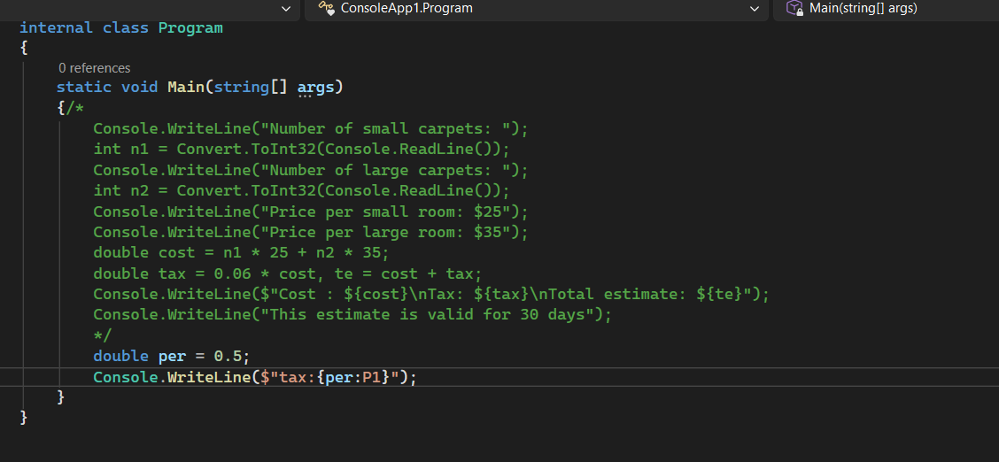 ConsoleApp1.Program
Main(string[] args)
internal class Program
{
0 references
static void Main(string[] args)
{/*
Console.WriteLine("Number of small carpets: ");
int n1 = Convert.ToInt32(Console.ReadLine());
Console.WriteLine("Number of large carpets: ");
int n2 = Convert.ToInt32(Console.ReadLine());
Console.WriteLine("Price per small room: $25");
Console.WriteLine("Price per large room: $35");
double cost = n1 * 25 + n2 * 35;
double tax = 0.06 * cost, te = cost + tax;
Console.WriteLine($"Cost : ${cost}\nTax: ${tax}\nTotal estimate: ${te}");
Console.WriteLine("This estimate is valid for 30 days");
*/
double per = 0.5;
Console.WriteLine($"tax:{per:P1}");
}
}